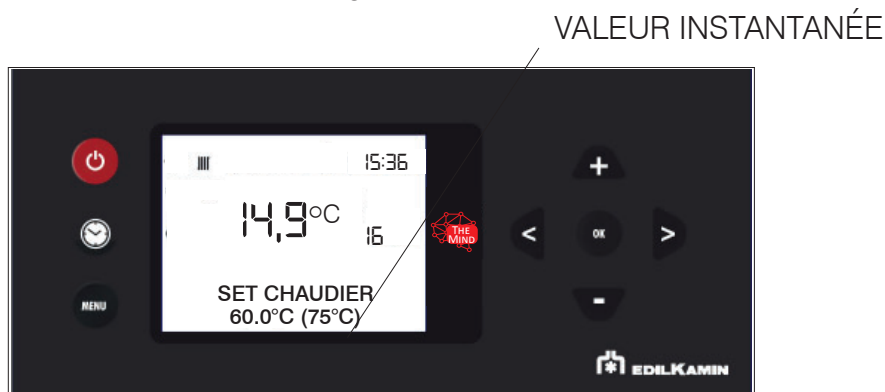 VALEUR INSTANTANÉE
15:36
14,9°C
16
THE
MIND
< OK >
MENU
SET CHAUDIER
60.0°C (75°C)
EDILKAMIN